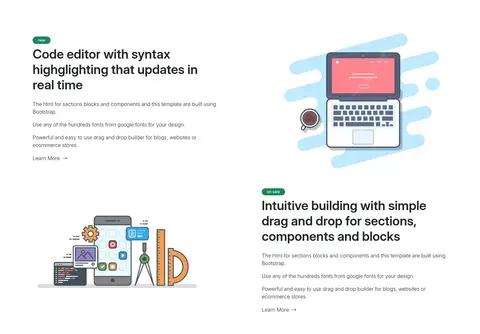 new
Code editor with syntax
highglighting that updates in
real time
The html for sections blocks and components and this template are built using
Bootstrap.
Use any of the hundreds fonts from google fonts for your design.
Powerful and easy to use drag and drop builder for blogs, websites or
ecommerce stores.
Learn More →
on sale
Intuitive building with simple
drag and drop for sections,
components and blocks
The html for sections blocks and components and this template are built using
Bootstrap.
Use any of the hundreds fonts from google fonts for your design.
Powerful and easy to use drag and drop builder for blogs, websites or
ecommerce stores.
Learn More →